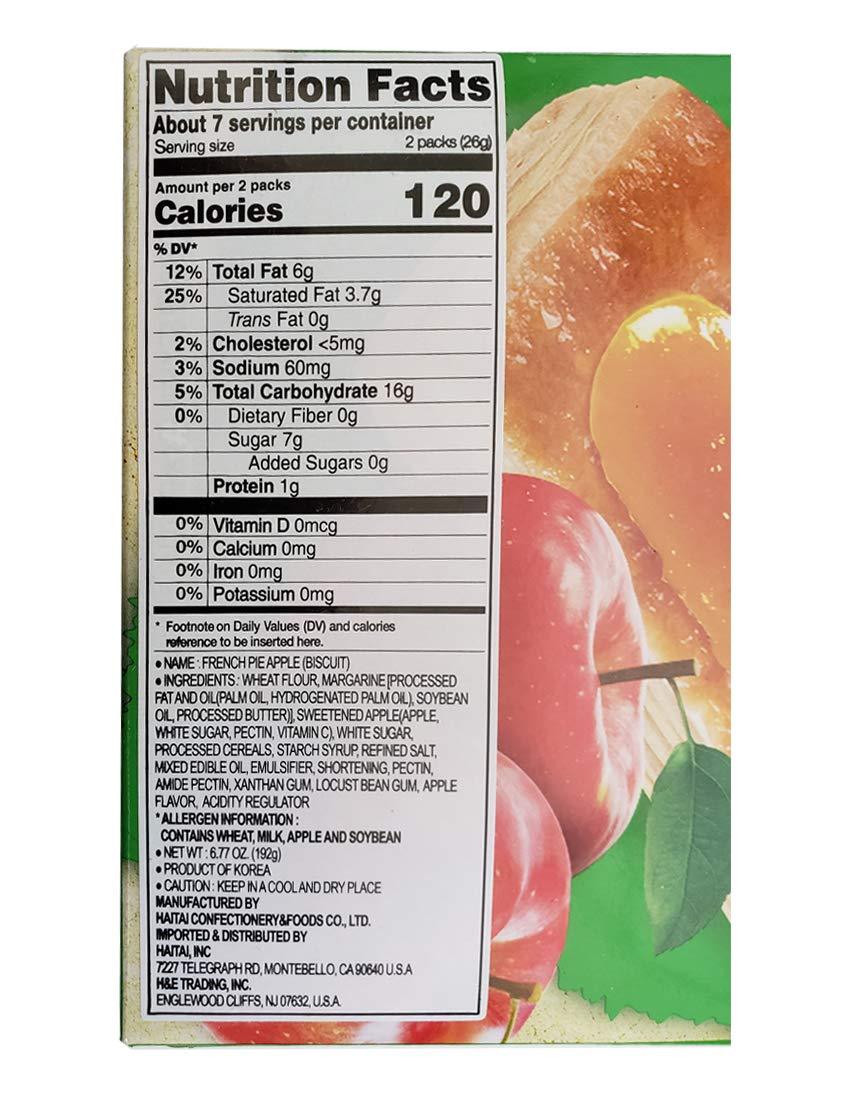 Nutrition Facts
About 7 servings per container
Serving size 2 packs (26g)
Amount per 2 packs
Calories 120
% DV*
12% Total Fat 6g
25% Saturated Fat 3.7g
Trans Fat 0g
2% Cholesterol <5mg
3% Sodium 60mg
5% Total Carbohydrate 16g
0% Dietary Fiber 0g
Sugar 7g
Added Sugars 0g
Protein 1g
0% Vitamin D 0mcg
0% Calcium 0mg
0% Iron 0mg
0% Potassium 0mg
* Footnote on Daily Values (DV) and calories
reference to be inserted here.
• NAME : FRENCH PIE APPLE (BISCUIT)
• INGREDIENTS : WHEAT FLOUR, MARGARINE [PROCESSED
FAT AND OIL(PALM OIL, HYDROGENATED PALM OIL), SOYBEAN
OIL, PROCESSED BUTTER)], SWEETENED APPLE(APPLE,
WHITE SUGAR, PECTIN, VITAMIN C), WHITE SUGAR,
PROCESSED CEREALS, STARCH SYRUP, REFINED SALT,
MIXED EDIBLE OIL, EMULSIFIER, SHORTENING, PECTIN,
AMIDE PECTIN, XANTHAN GUM, LOCUST BEAN GUM, APPLE
FLAVOR, ACIDITY REGULATOR
* ALLERGEN INFORMATION :
CONTAINS WHEAT, MILK, APPLE AND SOYBEAN
• NET WT : 6.77 OZ. (192g)
• PRODUCT OF KOREA
• CAUTION : KEEP IN A COOL AND DRY PLACE
MANUFACTURED BY
HAITAI CONFECTIONERY&FOODS CO., LTD.
IMPORTED & DISTRIBUTED BY
HAITAI, INC
7227 TELEGRAPH RD, MONTEBELLO, CA 90640 U.S.A
H&E TRADING, INC.
ENGLEWOOD CLIFFS, NJ 07632, U.S.A.